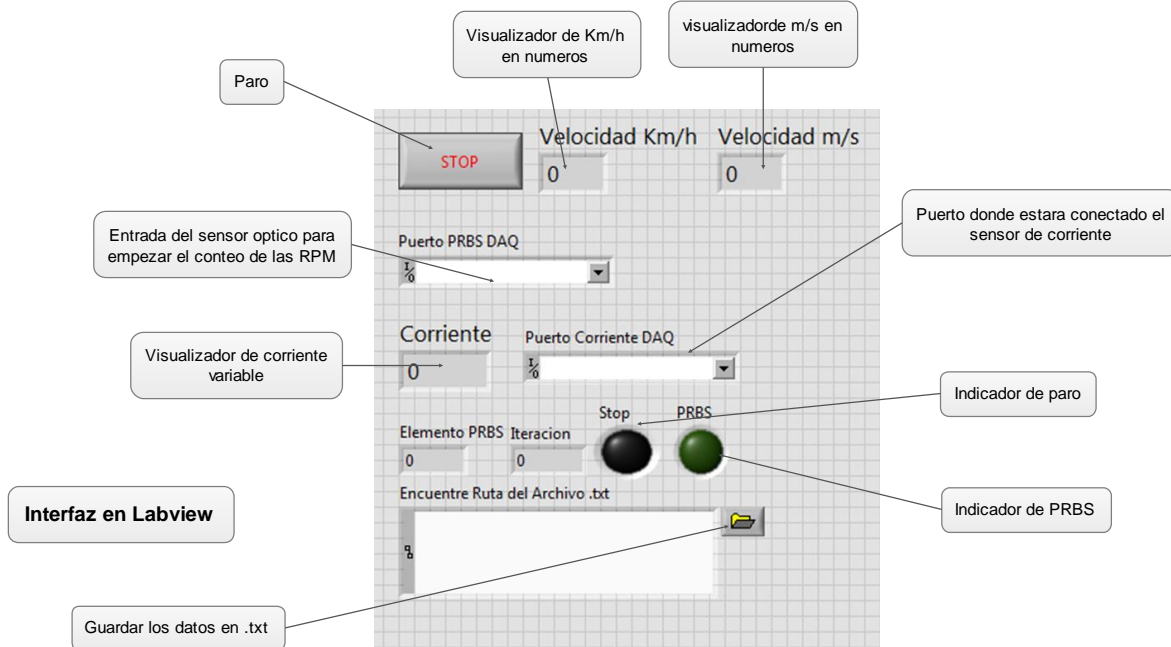 Visualizador de Km/h
en numeros
visualizadorde m/s en
numeros
Paro
Velocidad Km/h
Velocidad m/s
STOP
0
0
Entrada del sensor optico para
empezar el conteo de las RPM
Puerto PRBS DAQ
I/O
Puerto donde estara conectado el
sensor de corriente
Corriente
Puerto Corriente DAQ
Visualizador de corriente
variable
0
I/O
Indicador de paro
Stop
PRBS
Elemento PRBS
Iteracion
0
0
Encuentre Ruta del Archivo .txt
Interfaz en Labview
Indicador de PRBS
Guardar los datos en .txt